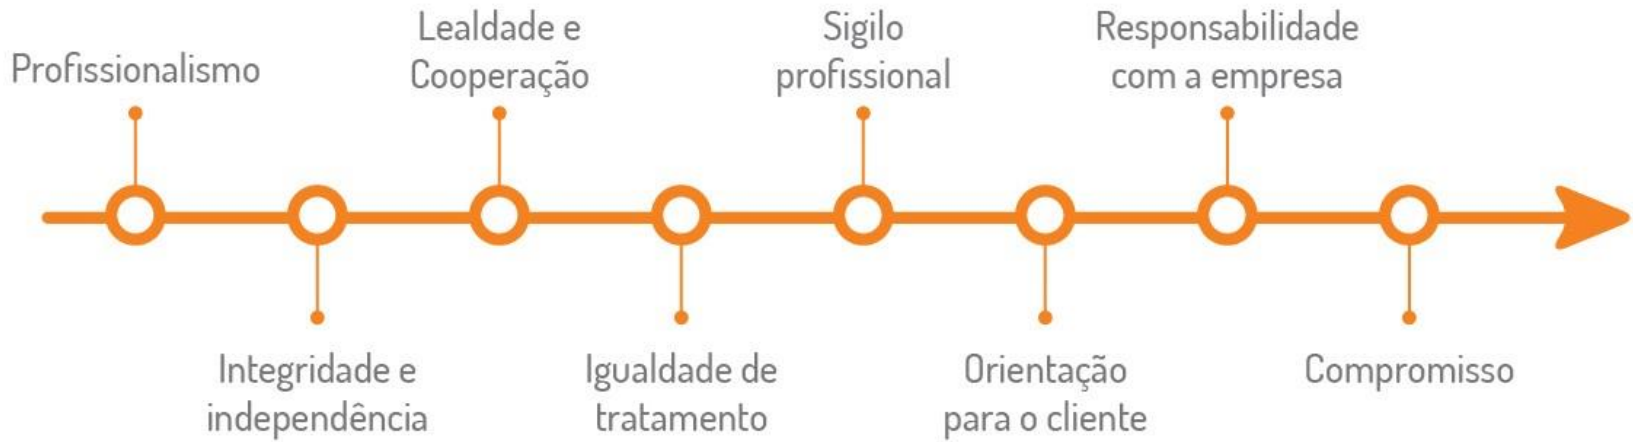 Profissionalismo
Lealdade e
Cooperação
Sigilo
profissional
Responsabilidade
com a empresa
Integridade e
independência
Igualdade de
tratamento
Orientação
para o cliente
Compromisso